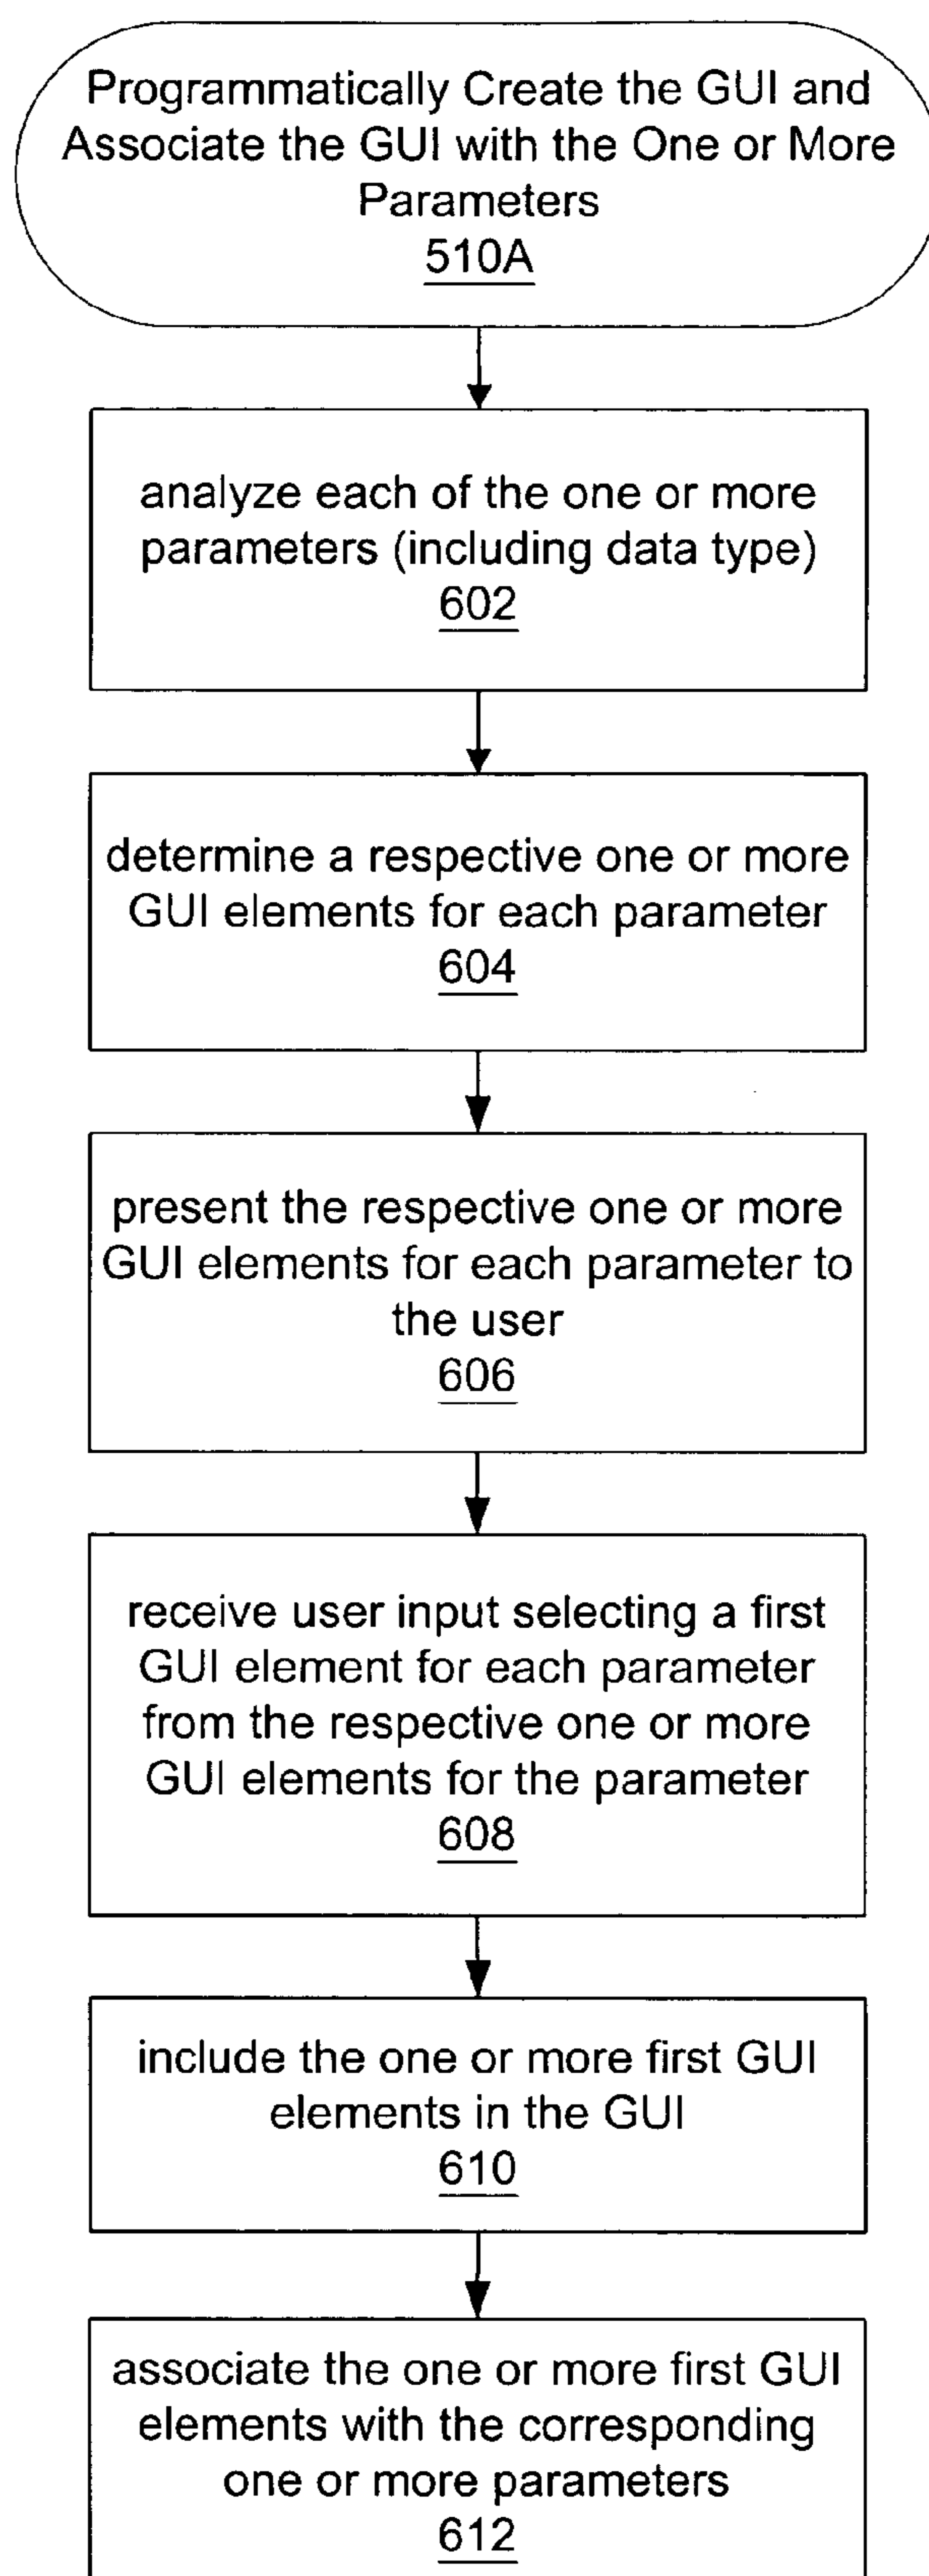 Programmatically Create the GUI and
Associate the GUI with the One or More
Parameters
510A
analyze each of the one or more
parameters (including data type)
602
determine a respective one or more
GUI elements for each parameter
604
present the respective one or more
GUI elements for each parameter to
the user
606
receive user input selecting a first
GUI element for each parameter
from the respective one or more
GUI elements for the parameter
608
include the one or more first GUI
elements in the GUI
610
associate the one or more first GUI
elements with the corresponding
one or more parameters
612